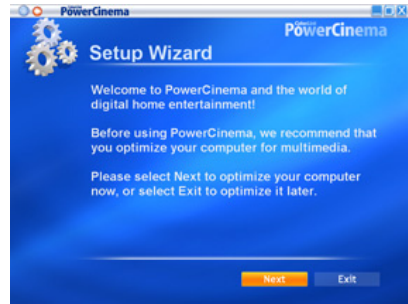 PowerCinema
CyberLink
PowerCinema
Setup Wizard
Welcome to PowerCinema and the world of
digital home entertainment!
Before using PowerCinema, we recommend that
you optimize your computer for multimedia.
Please select Next to optimize your computer
now, or select Exit to optimize it later.
Next Exit